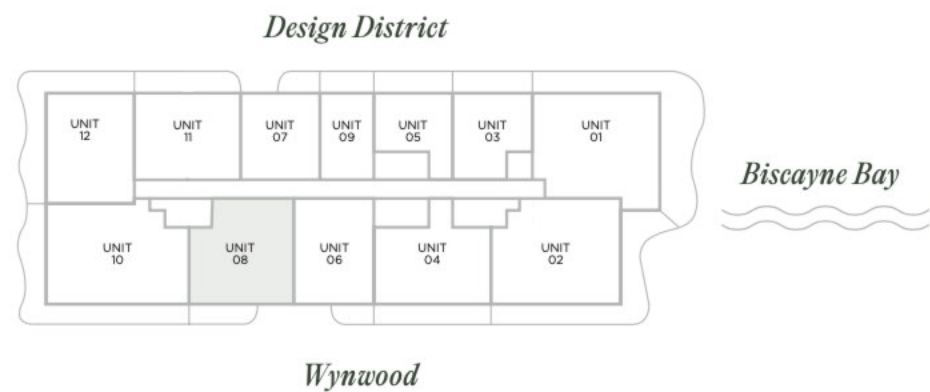 Design District
UNIT
12
UNIT
11
UNIT
07
UNIT
09
UNIT
05
UNIT
03
UNIT
01
Biscayne Bay
UNIT
10
UNIT
08
UNIT
06
UNIT
04
UNIT
02
Wynwood